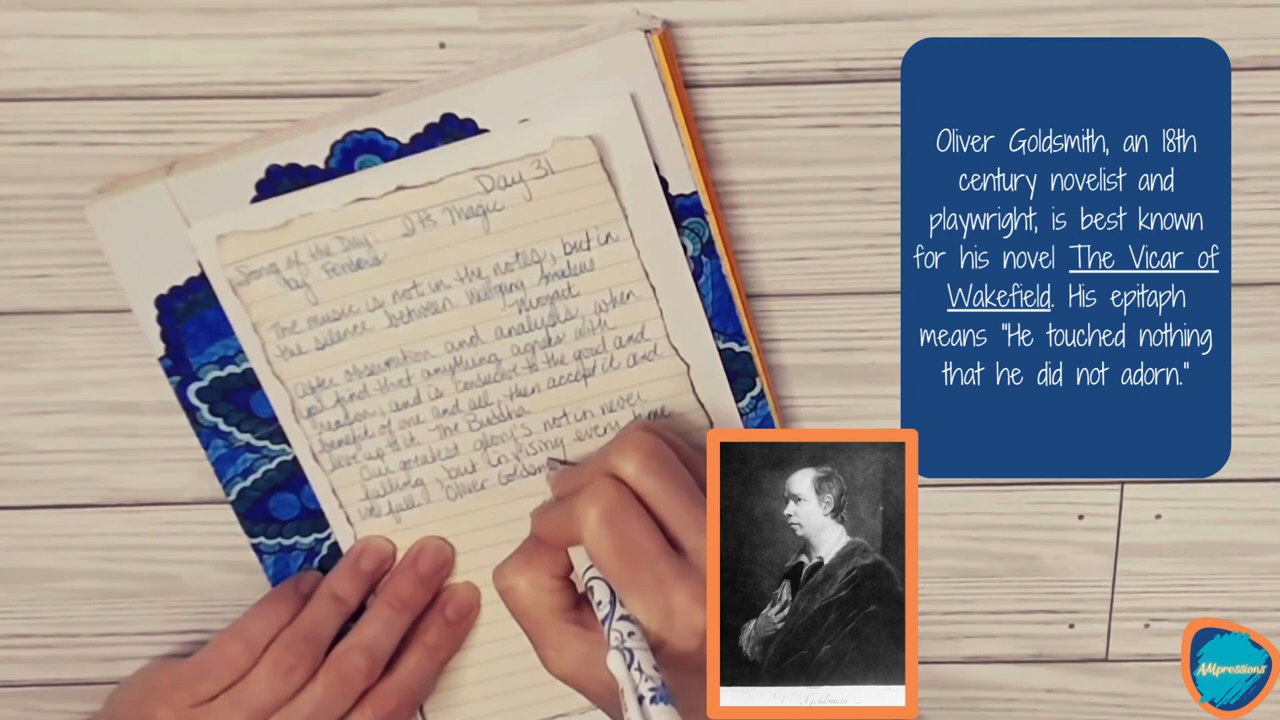 Day 31
Song of the Day: It's Magic
by Fendous
The music is not in the notes, but in
the silence between Wolfgang Amadeus
Mozart
After observation and analysis, when
you find that anything agrees with
reason, and is conducive to the good and
benefit of one and all, then accept it and
live up to it. The Buddha
Our greatest glory's not in never
falling, but in rising every time
we fall Oliver Goldsm
Oliver Goldsmith, an 18th
century novelist and
playwright, is best known
for his novel The Vicar of
Wakefield. His epitaph
means "He touched nothing
that he did not adorn."
Goldsmith
AMpressions